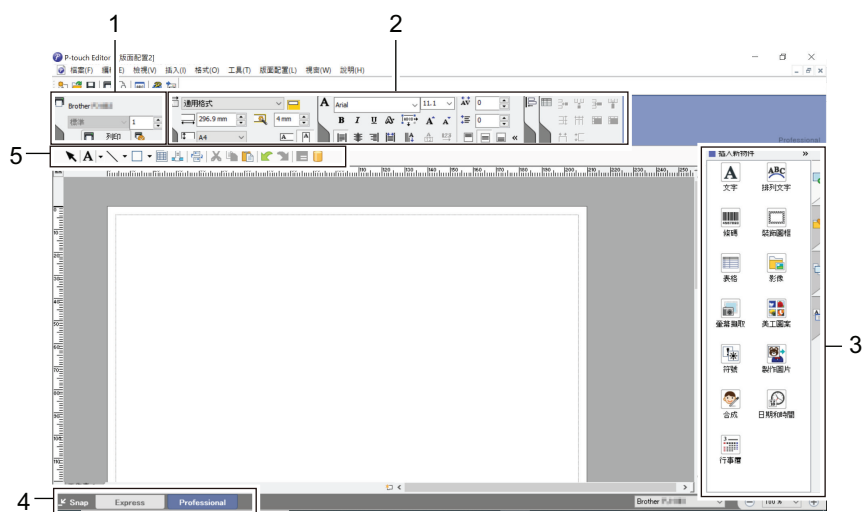 1
2
P-touch Editor
版面配置2]
檔案(F)
E) 檢視(V) 插入(I) 格式(O) 工具(T) 版面配置(L) 視窗(W) 說明(H)
Brother
標準
1
列印
適用格式
296.9 mm
4 mm
A4
Arial
11.1
0
B I U
0
Professional
5
插入新物件
文字
排列文字
條碼
裝飾圖框
表格
影像
螢幕擷取
美工圖案
符號
製作圖片
合成
日期和時間
行事曆
3
4
Snap
Express
Professional
Brother
100 %